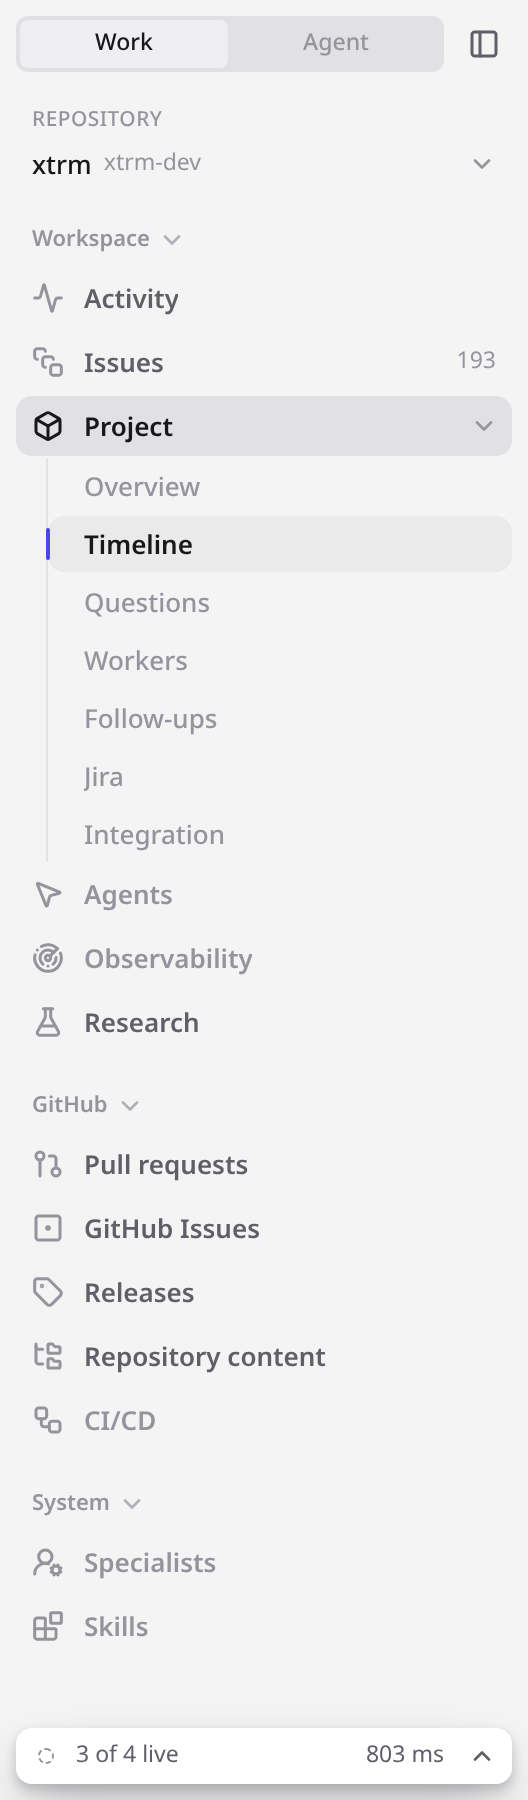 Work Agent
REPOSITORY
xtrm xtrm-dev
Workspace
Activity
Issues 193
Project
Overview
Timeline
Questions
Workers
Follow-ups
Jira
Integration
Agents
Observability
Research
GitHub
Pull requests
GitHub Issues
Releases
Repository content
CI/CD
System
Specialists
Skills
3 of 4 live 803 ms